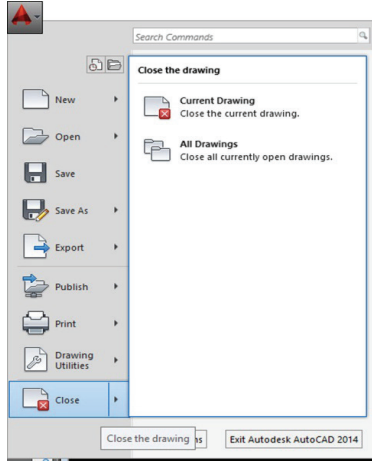 Search Commands
Close the drawing
New
Current Drawing
Close the current drawing.
Open
All Drawings
Close all currently open drawings.
Save
Save As
Export
Publish
Print
Drawing
Utilities
Close
Close the drawing
Exit Autodesk AutoCAD 2014